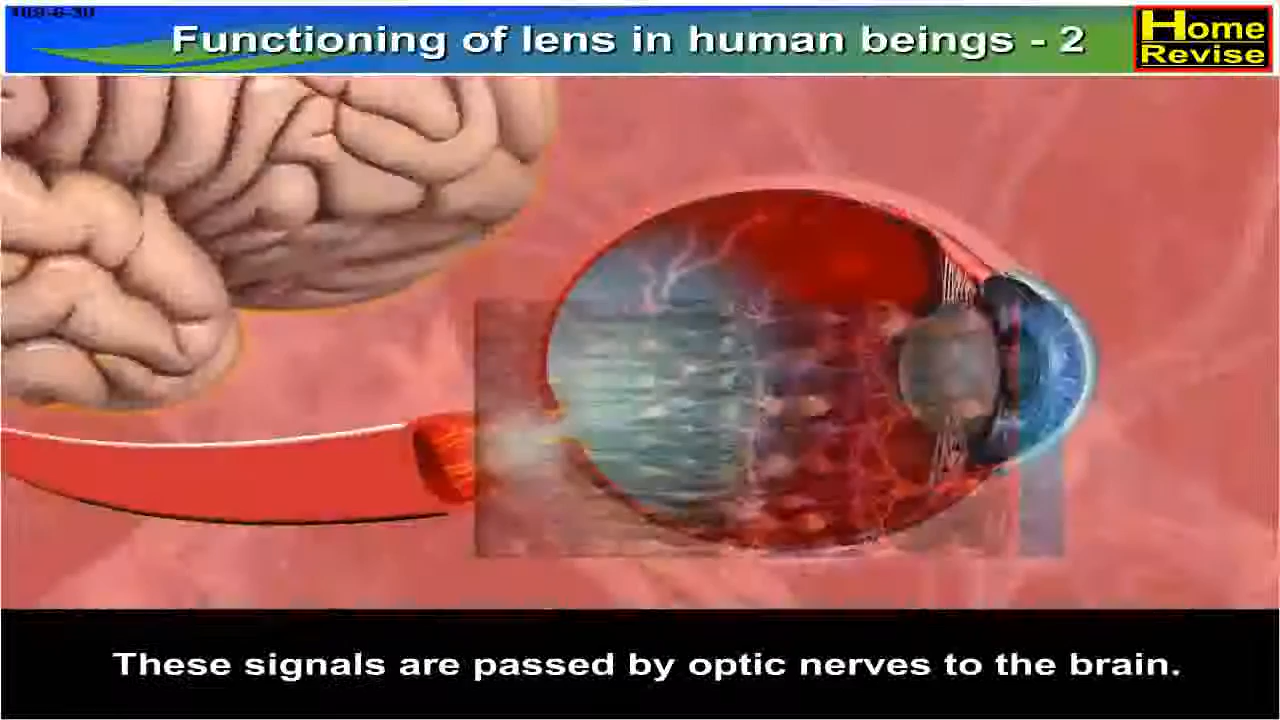 Functioning of lens in human beings - 2
Home
Revise
These signals are passed by optic nerves to the brain.